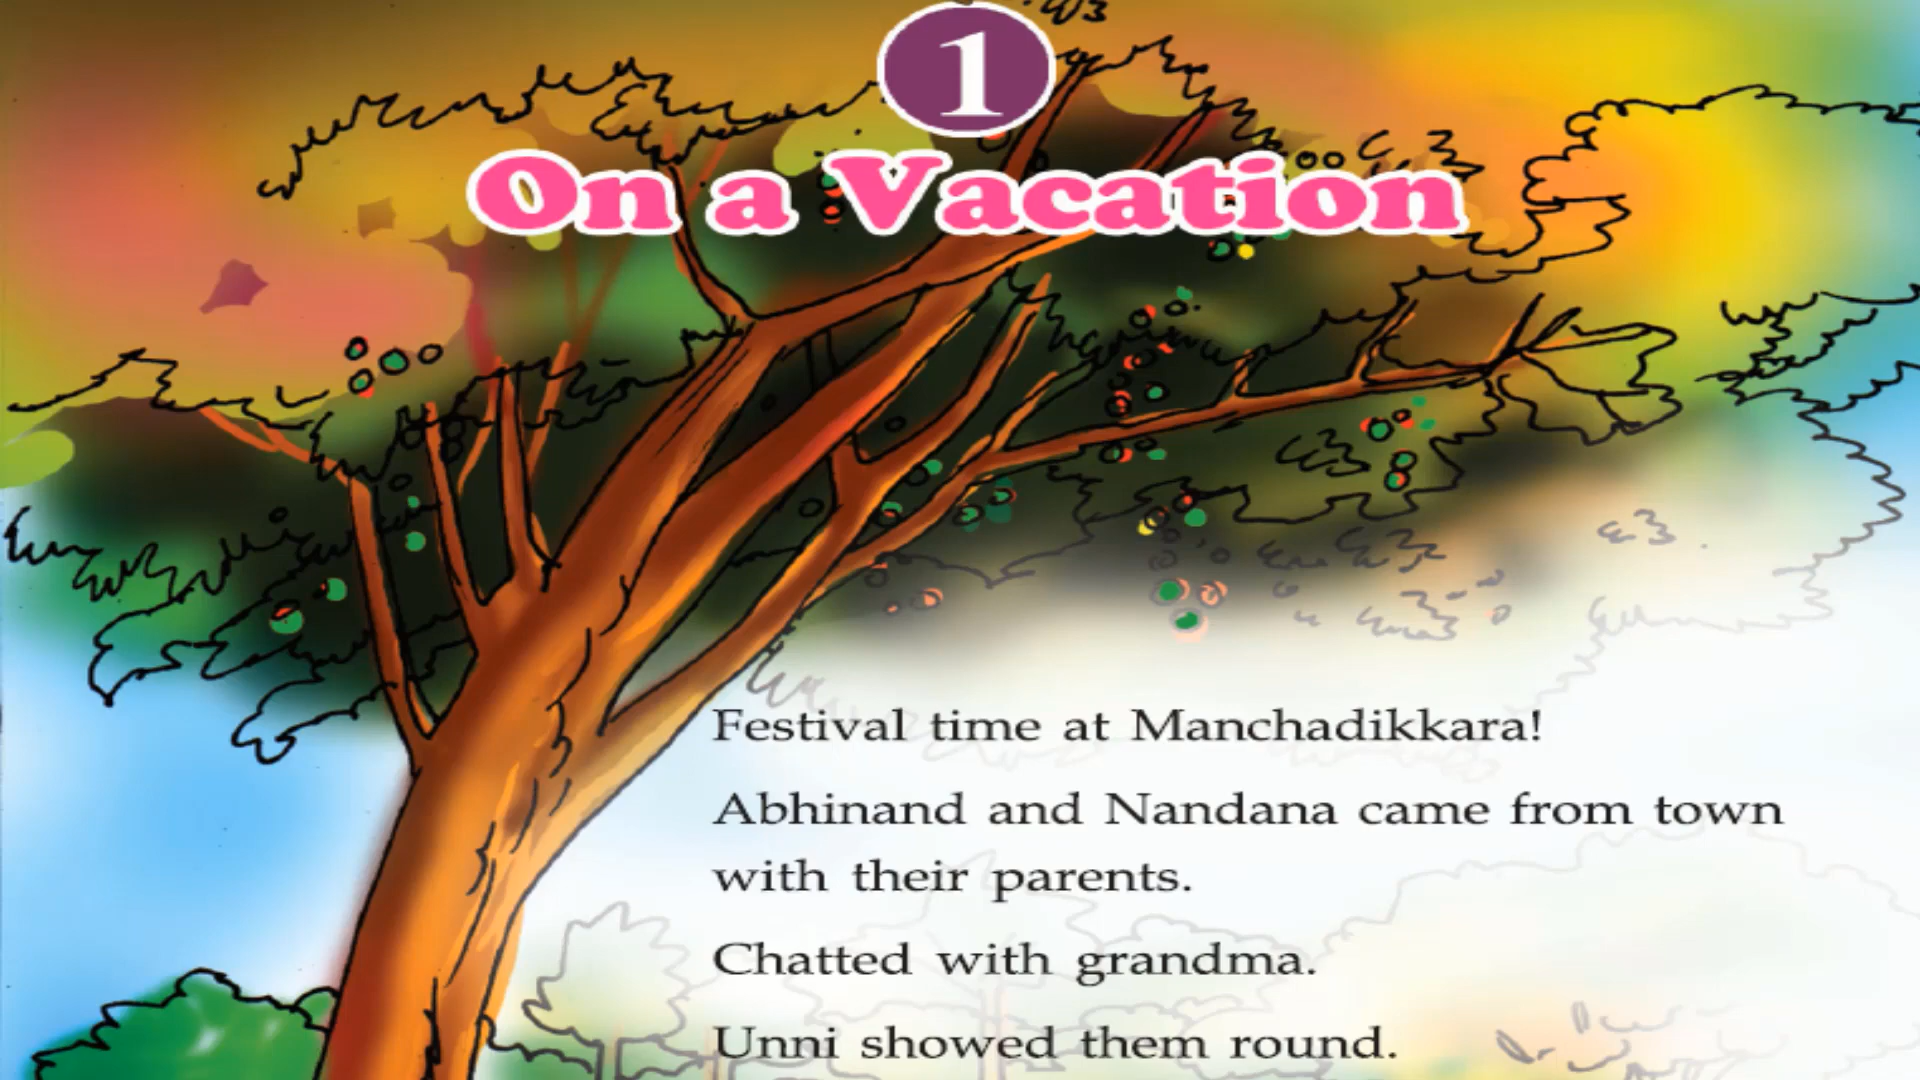 1
On a Vacation
Festival time at Manchadikkara!
Abhinand and Nandana came from town
with their parents.
Chatted with grandma.
Unni showed them round.